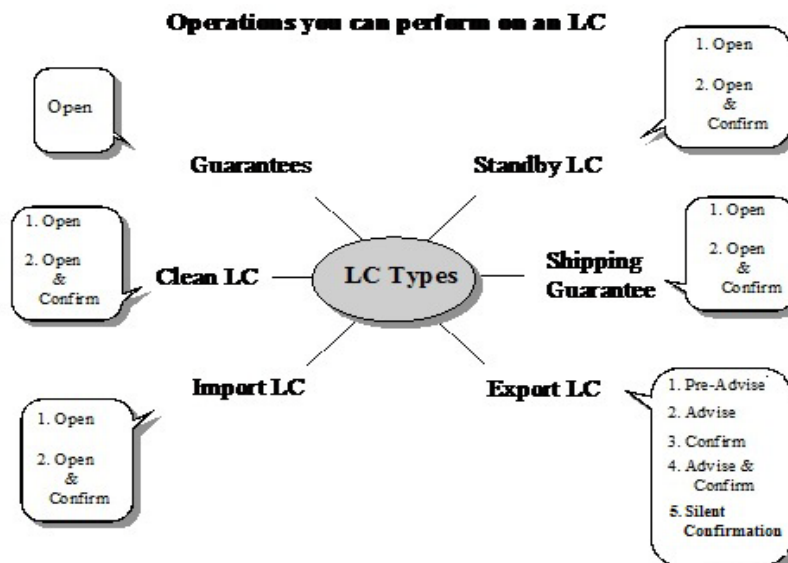 Operations you can perform on an LC
Open
Guarantees
1. Open
2. Open
&
Confirm
Standby LC
1. Open
2. Open
&
Confirm
Clean LC
LC Types
Shipping
Guarantee
1. Open
2. Open
&
Confirm
1. Open
2. Open
&
Confirm
Import LC
Export LC
1. Pre-Advise
2. Advise
3. Confirm
4. Advise &
Confirm
5. Silent
Confirmation